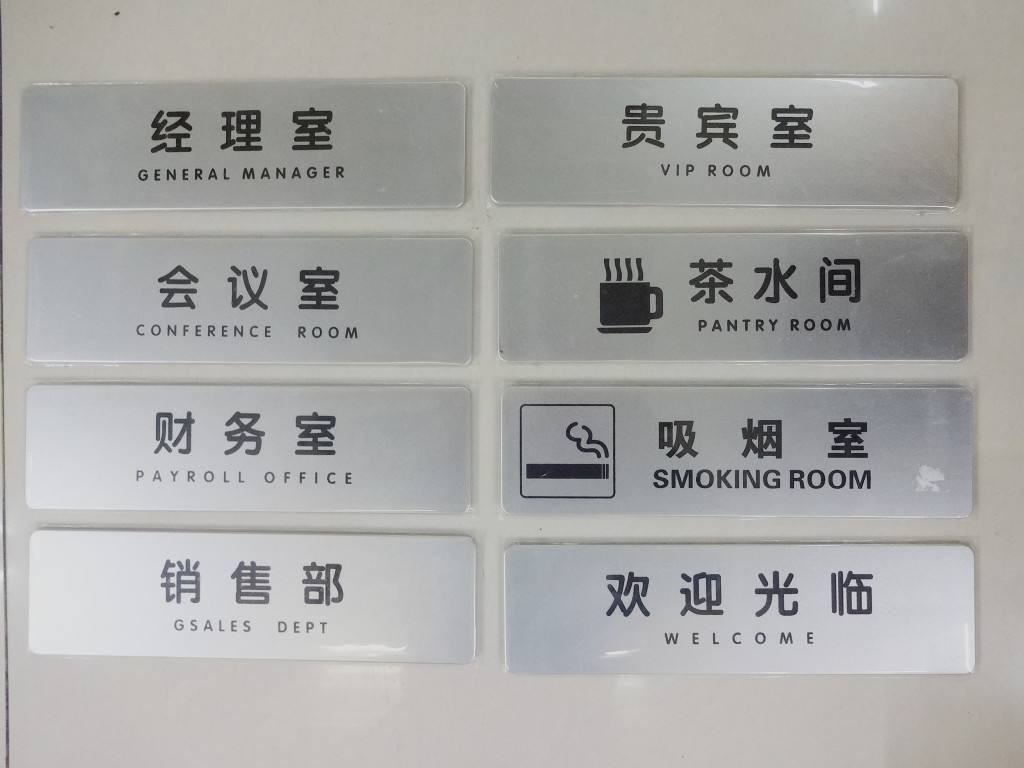 经理室
GENERAL MANAGER
贵宾室
VIP ROOM
会议室
CONFERENCE ROOM
茶水间
PANTRY ROOM
财务室
PAYROLL OFFICE
吸烟室
SMOKING ROOM
销售部
GSALES DEPT
欢迎光临
WELCOME